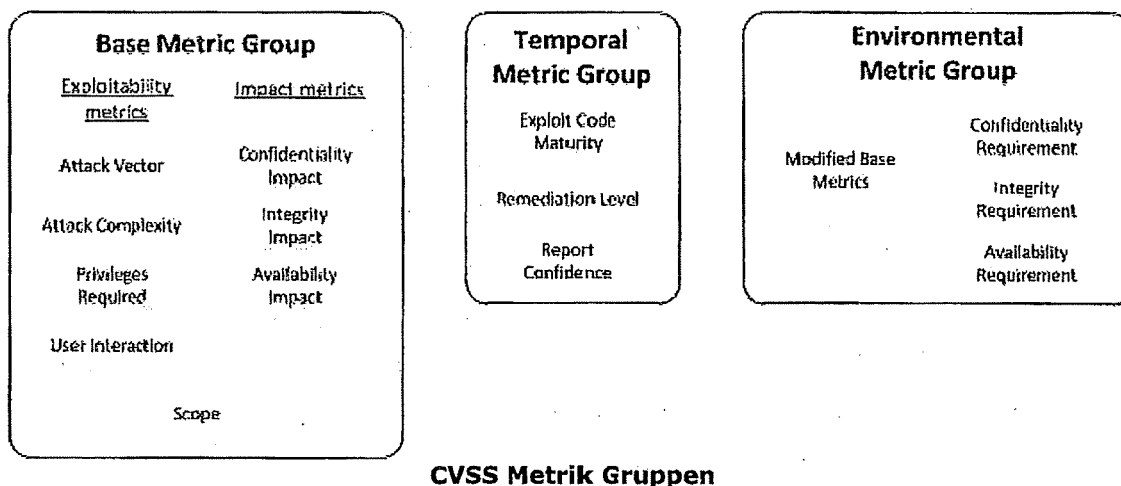 Base Metric Group
Exploitability
metrics
Impact metrics
Attack Vector
Confidentiality
Impact
Attack Complexity
Integrity
Impact
Privileges
Required
Availability
Impact
User Interaction
Scope
Temporal
Metric Group
Exploit Code
Maturity
Remediation Level
Report
Confidence
Environmental
Metric Group
Modified Base
Metrics
Confidentiality
Requirement
Integrity
Requirement
Availability
Requirement
CVSS Metrik Gruppen